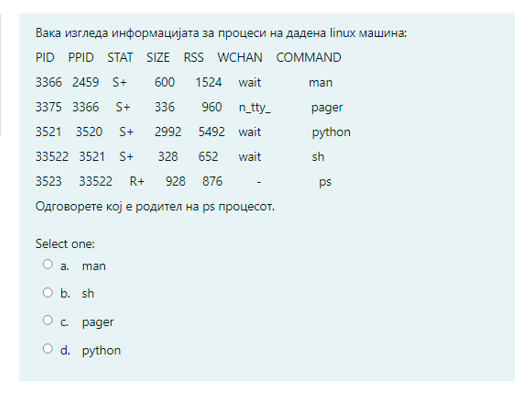 Вака изгледа информацијата за процеси на дадена linux машина:
PID PPID STAT SIZE RSS WCHAN COMMAND
3366 2459 S+ 600 1524 wait man
3375 3366 S+ 336 960 n_tty_ pager
3521 3520 S+ 2992 5492 wait python
33522 3521 S+ 328 652 wait sh
3523 33522 R+ 928 876 - ps
Одговорете кој е родител на ps процесот.
Select one:
a. man
b. sh
c. pager
d. python